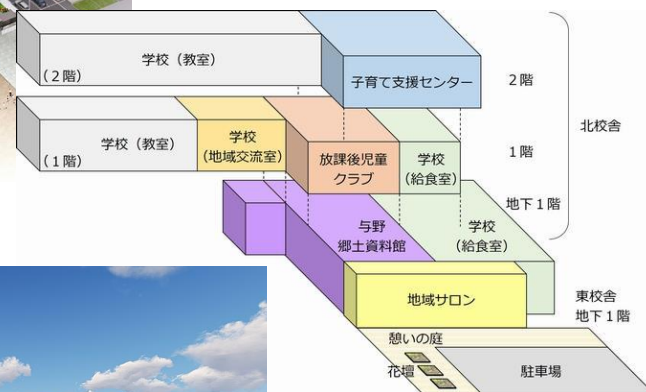 学校（教室）
（2階）
子育て支援センター
2階
学校（教室）
（1階）
学校
（地域交流室）
放課後児童
クラブ
学校
（給食室）
1階
北校舎
地下1階
与野
郷土資料館
学校
（給食室）
地域サロン
東校舎
地下1階
憩いの庭
花壇
駐車場